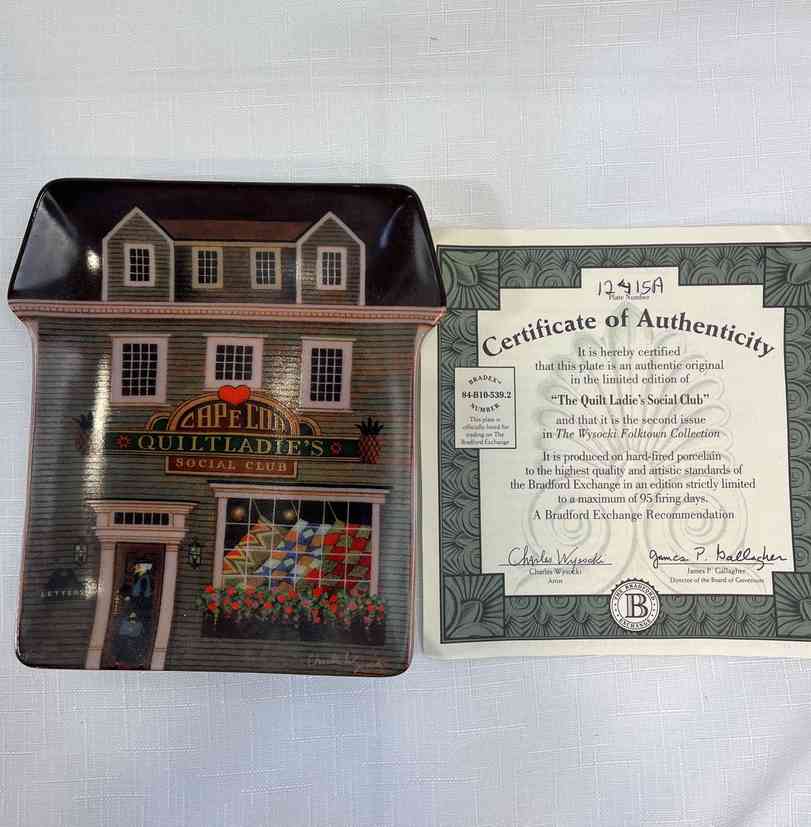 CAPE COD
QUILTLADIE'S
SOCIAL CLUB
LETTERS
Charles Wysocki
Plate Number
Certificate of Authenticity
It is hereby certified
that this plate is an authentic original
in the limited edition of
"The Quilt Ladie's Social Club"
and that it is the second issue
in The Wysocki Folktown Collection
It is produced on hard-fired porcelain
to the highest quality and artistic standards of
the Bradford Exchange in an edition strictly limited
to a maximum of 95 firing days.
A Bradford Exchange Recommendation
BRADEX™
84-B10-539.2
NUMBER
This plate is
officially listed for
trading on The
Bradford Exchange
Charles Wysocki
Charles Wysocki
Artist
James P. Gallagher
James P. Gallagher
Director of the Board of Governors
THE BRADFORD
B
EXCHANGE